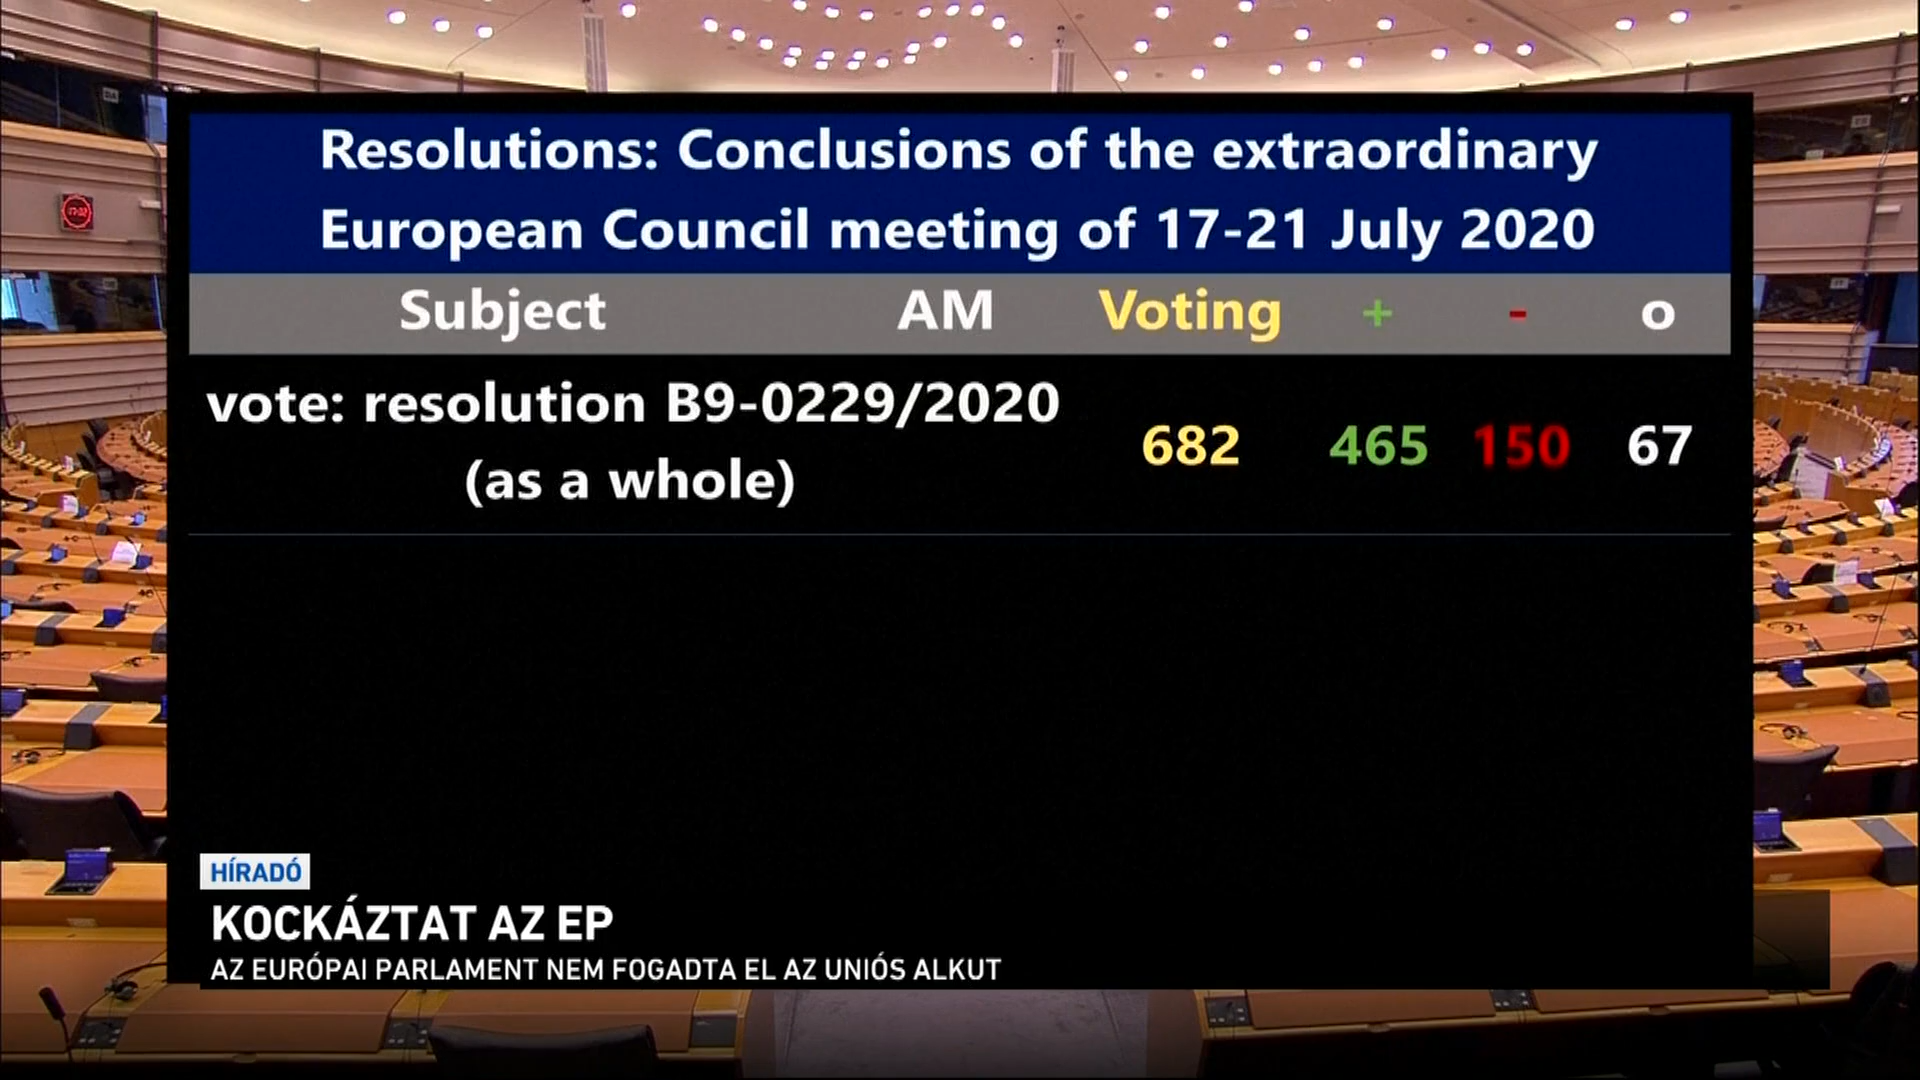 Resolutions: Conclusions of the extraordinary
European Council meeting of 17-21 July 2020
Subject AM Voting + - o
vote: resolution B9-0229/2020
(as a whole)
682 465 150 67
HÍRADÓ
KOCKÁZTAT AZ EP
AZ EURÓPAI PARLAMENT NEM FOGADTA EL AZ UNIÓS ALKUT